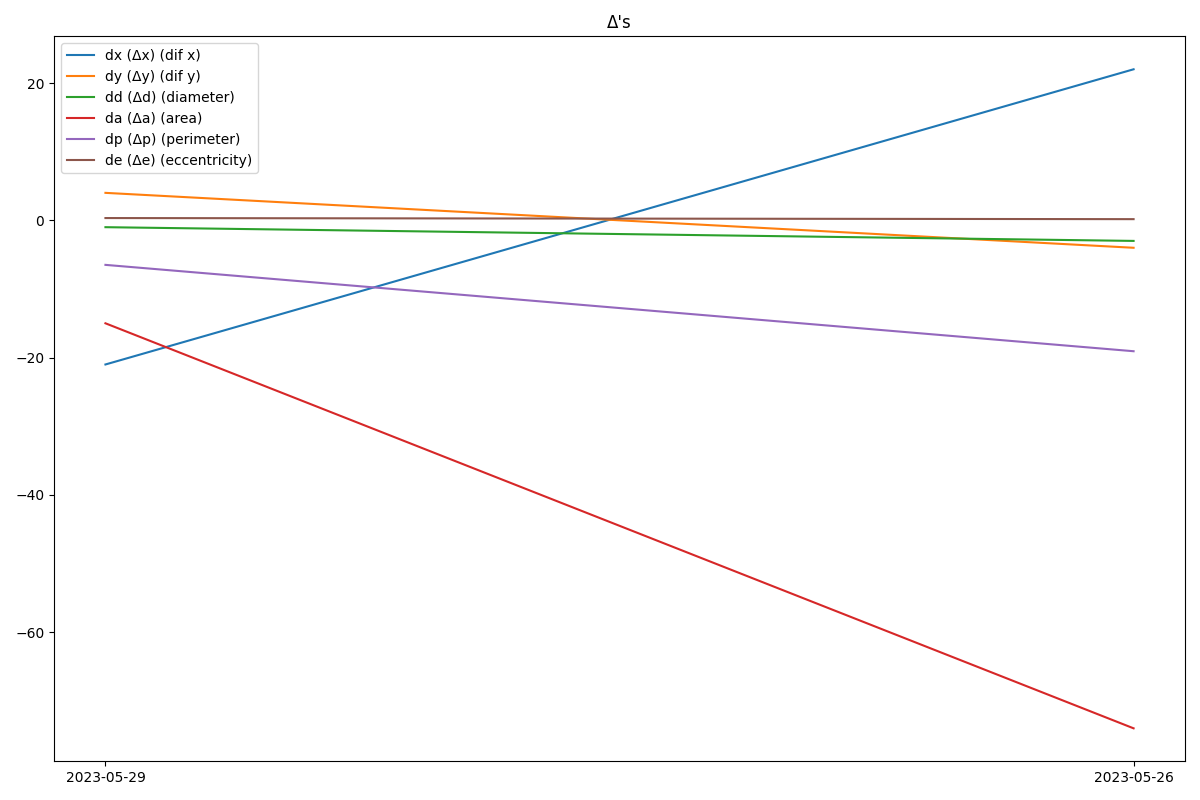 Δ's
dx (Δx) (dif x)
dy (Δy) (dif y)
dd (Δd) (diameter)
da (Δa) (area)
dp (Δp) (perimeter)
de (Δe) (eccentricity)
20
0
−20
−40
−60
2023-05-29 2023-05-26